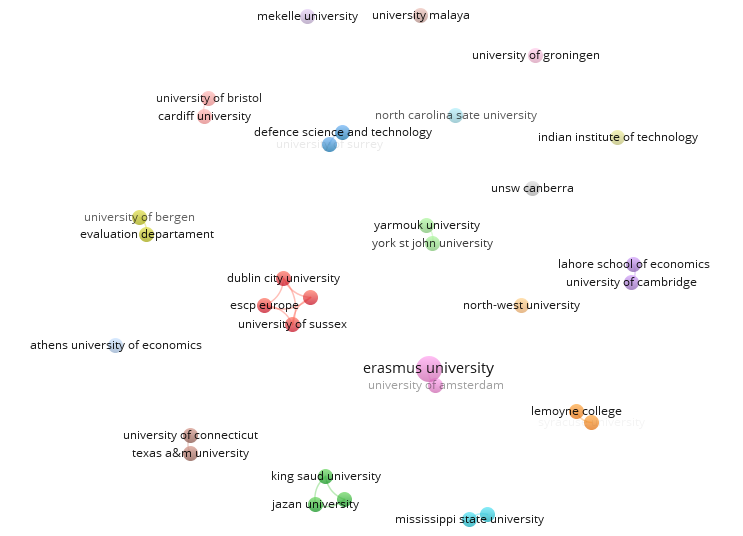 mekelle university
university malaya
university of groningen
university of bristol
cardiff university
north carolina sate university
defence science and technology
university of surrey
indian institute of technology
unsw canberra
university of bergen
evaluation departament
yarmouk university
york st john university
lahore school of economics
university of cambridge
dublin city university
escp europe
university of sussex
north-west university
athens university of economics
erasmus university
university of amsterdam
lemoyne college
university of connecticut
texas a&m university
king saud university
jazan university
mississippi state university